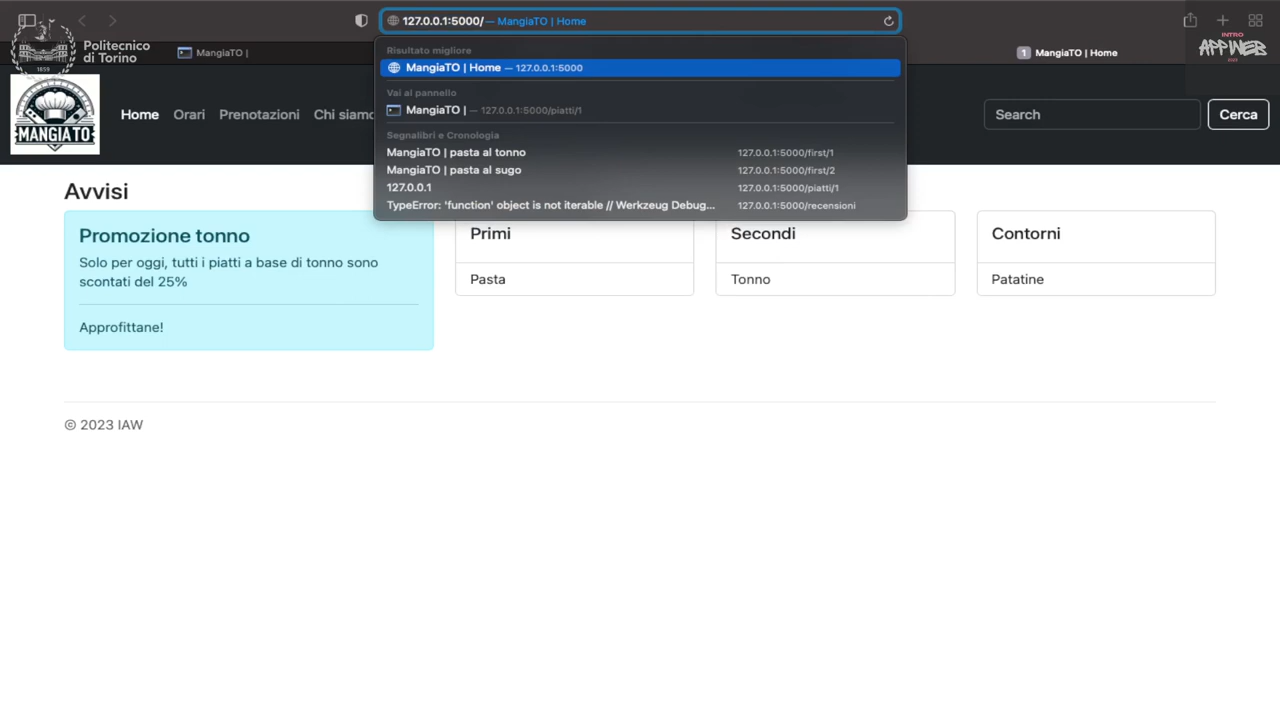 127.0.0.1:5000/ — MangiaTO | Home
Politecnico
di Torino
1859
MangiaTO |
1 MangiaTO | Home
INTRO
APPWEB
Risultato migliore
MangiaTO | Home — 127.0.0.1:5000
Vai al pannello
MangiaTO | — 127.0.0.1:5000/piatti/1
Segnalibri e Cronologia
MangiaTO | pasta al tonno 127.0.0.1:5000/first/1
MangiaTO | pasta al sugo 127.0.0.1:5000/first/2
127.0.0.1 127.0.0.1:5000/piatti/1
TypeError: 'function' object is not iterable // Werkzeug Debug... 127.0.0.1:5000/recensioni
MANGIATO
Home Orari Prenotazioni Chi siamo
Search Cerca
Avvisi
Promozione tonno
Solo per oggi, tutti i piatti a base di tonno sono
scontati del 25%
Approfittane!
Primi
Pasta
Secondi
Tonno
Contorni
Patatine
© 2023 IAW